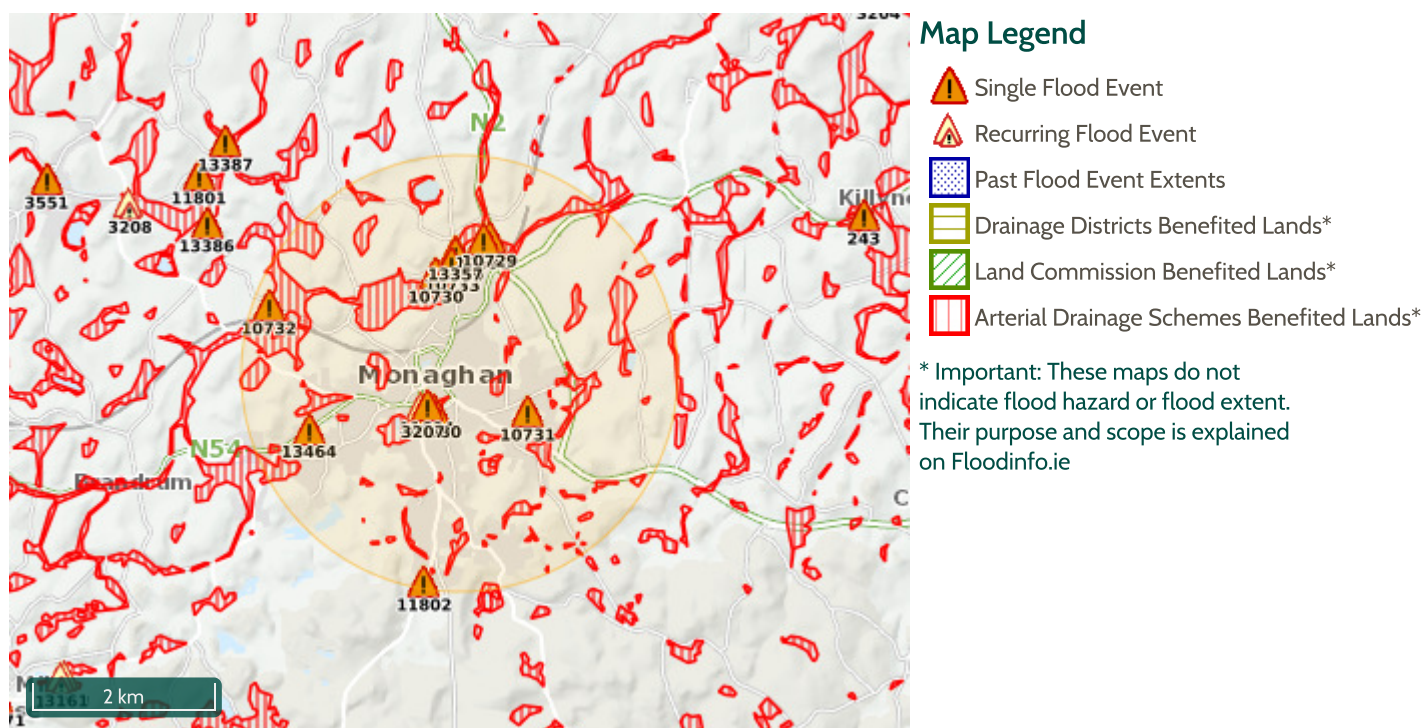 3204
N2
13387
3551
11801
3208
13386
Killyne
243
10729
13357
10730
10732
Monaghan
10731
13464
N54
11802
2 km
13161
Map Legend
Single Flood Event
Recurring Flood Event
Past Flood Event Extents
Drainage Districts Benefited Lands*
Land Commission Benefited Lands*
Arterial Drainage Schemes Benefited Lands*
* Important: These maps do not
indicate flood hazard or flood extent.
Their purpose and scope is explained
on Floodinfo.ie